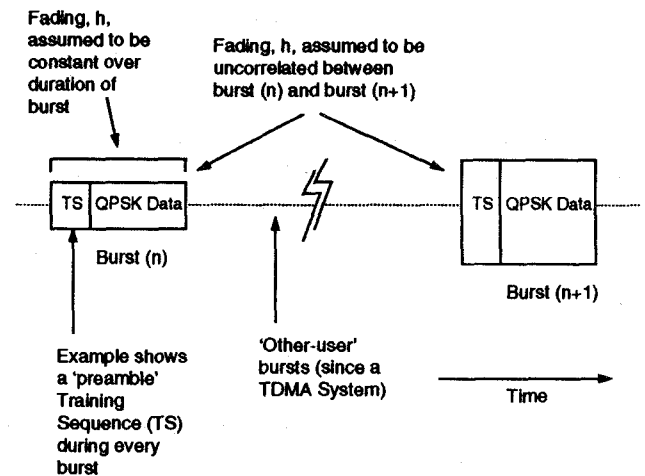 Fading, h,
assumed to be
constant over
duration of
burst
Fading, h, assumed to be
uncorrelated between
burst (n) and burst (n+1)
TS
QPSK Data
TS
QPSK Data
Burst (n)
Burst (n+1)
Example shows
a 'preamble'
Training
Sequence (TS)
during every
burst
'Other-user'
bursts (since a
TDMA System)
Time